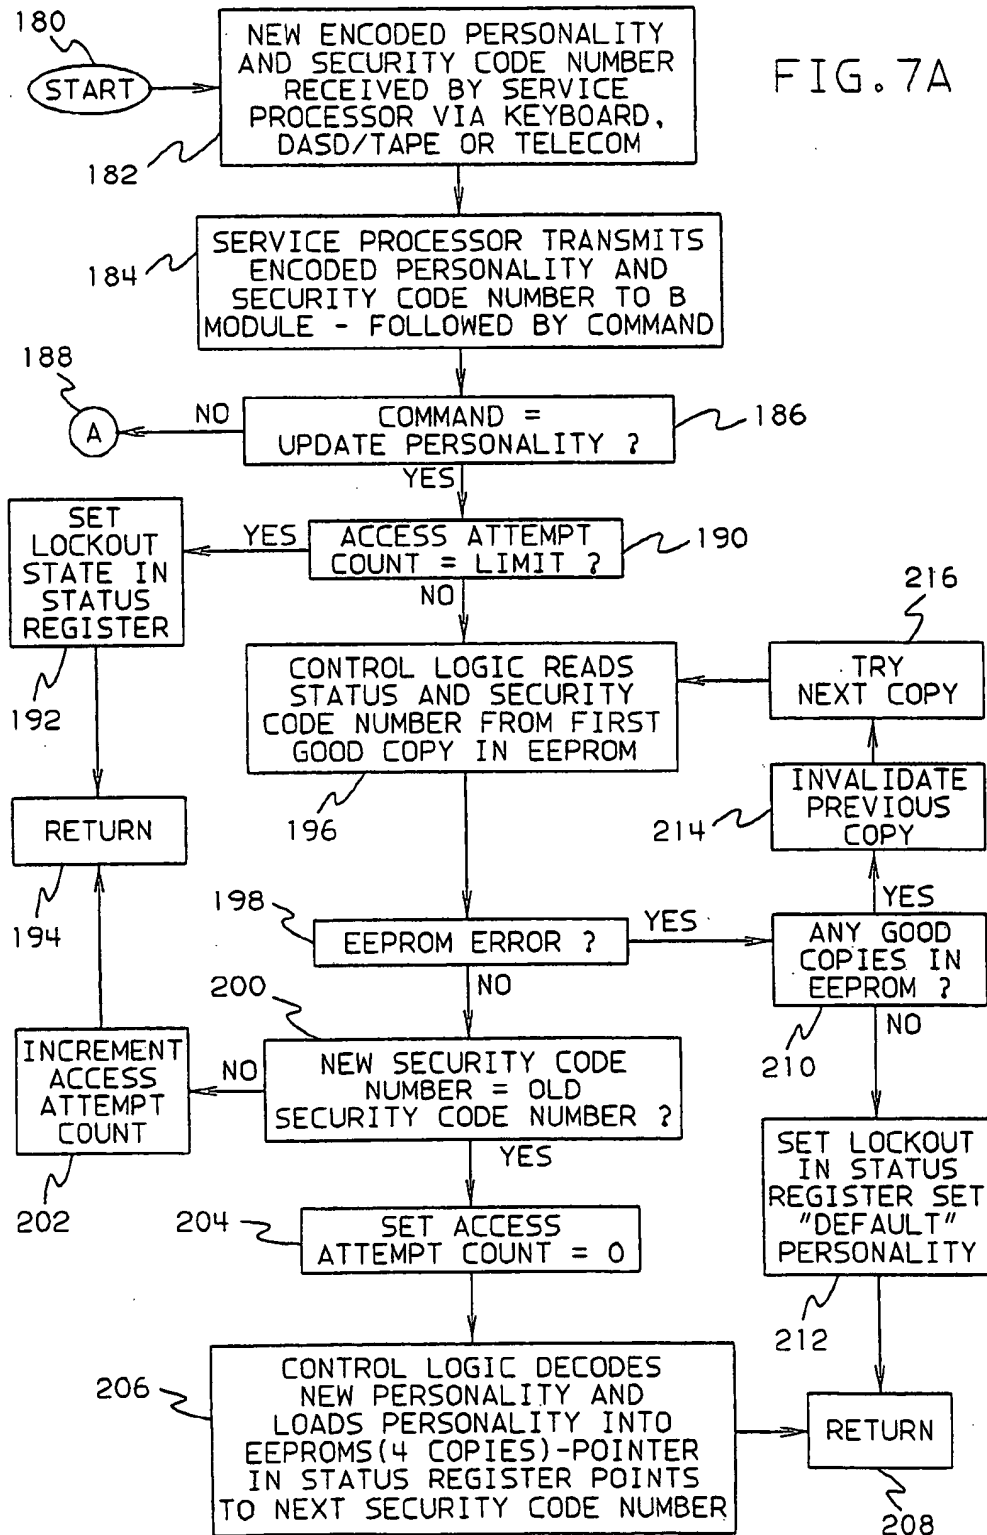 180
START
NEW ENCODED PERSONALITY
AND SECURITY CODE NUMBER
RECEIVED BY SERVICE
PROCESSOR VIA KEYBOARD,
DASD/TAPE OR TELECOM
182
FIG. 7A
SERVICE PROCESSOR TRANSMITS
ENCODED PERSONALITY AND
SECURITY CODE NUMBER TO B
MODULE - FOLLOWED BY COMMAND
184
188
A
NO
COMMAND =
UPDATE PERSONALITY ?
186
YES
SET
LOCKOUT
STATE IN
STATUS
REGISTER
192
YES
ACCESS ATTEMPT
COUNT = LIMIT ?
190
NO
216
TRY
NEXT COPY
CONTROL LOGIC READS
STATUS AND SECURITY
CODE NUMBER FROM FIRST
GOOD COPY IN EEPROM
196
INVALIDATE
PREVIOUS
COPY
214
RETURN
194
YES
198
EEPROM ERROR ?
YES
ANY GOOD
COPIES IN
EEPROM ?
210
NO
NO
200
NEW SECURITY CODE
NUMBER = OLD
SECURITY CODE NUMBER ?
NO
INCREMENT
ACCESS
ATTEMPT
COUNT
202
YES
204
SET ACCESS
ATTEMPT COUNT = 0
SET LOCKOUT
IN STATUS
REGISTER SET
"DEFAULT"
PERSONALITY
212
206
CONTROL LOGIC DECODES
NEW PERSONALITY AND
LOADS PERSONALITY INTO
EEPROMS(4 COPIES)-POINTER
IN STATUS REGISTER POINTS
TO NEXT SECURITY CODE NUMBER
RETURN
208